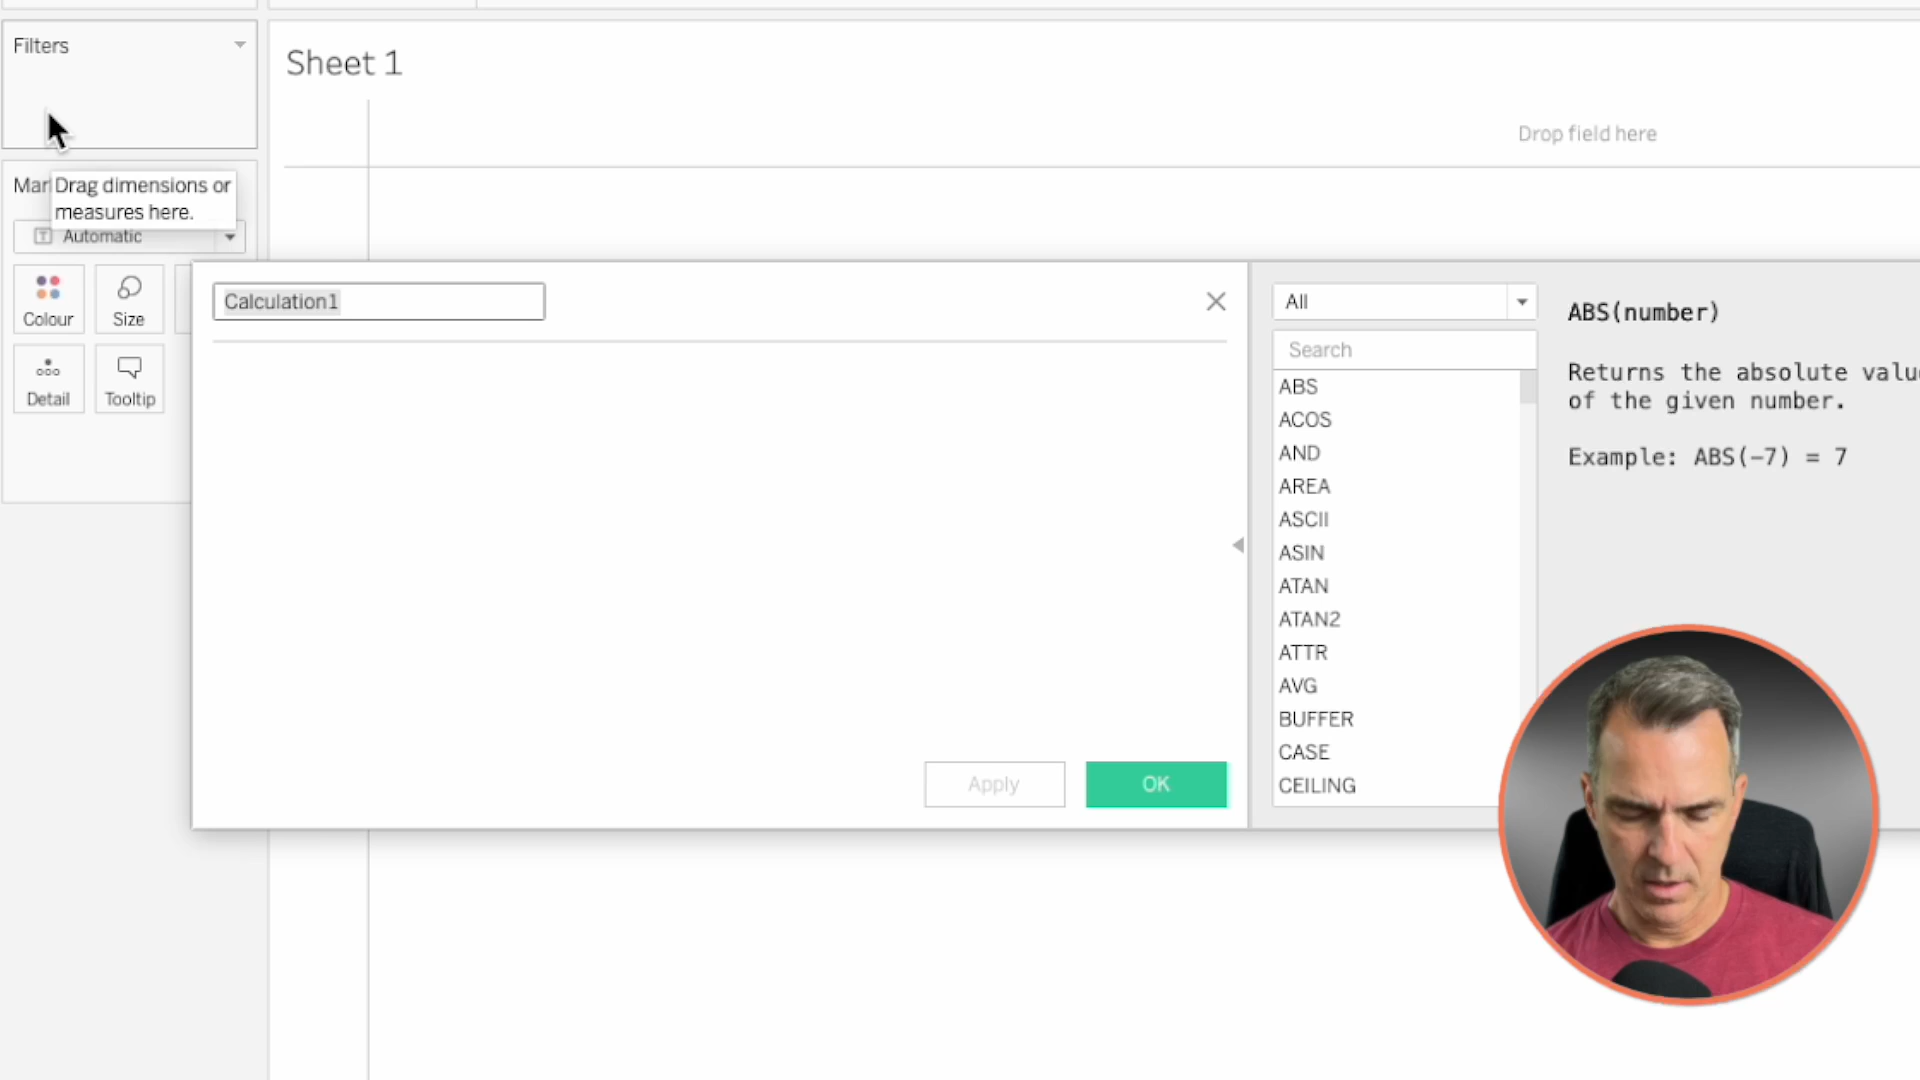 Filters
Sheet 1
Drop field here
Mar
Drag dimensions or
measures here.
Automatic
Colour
Size
Detail
Tooltip
Calculation1
Apply
OK
All
Search
ABS
ACOS
AND
AREA
ASCII
ASIN
ATAN
ATAN2
ATTR
AVG
BUFFER
CASE
CEILING
ABS(number)
Returns the absolute valu
of the given number.
Example: ABS(-7) = 7